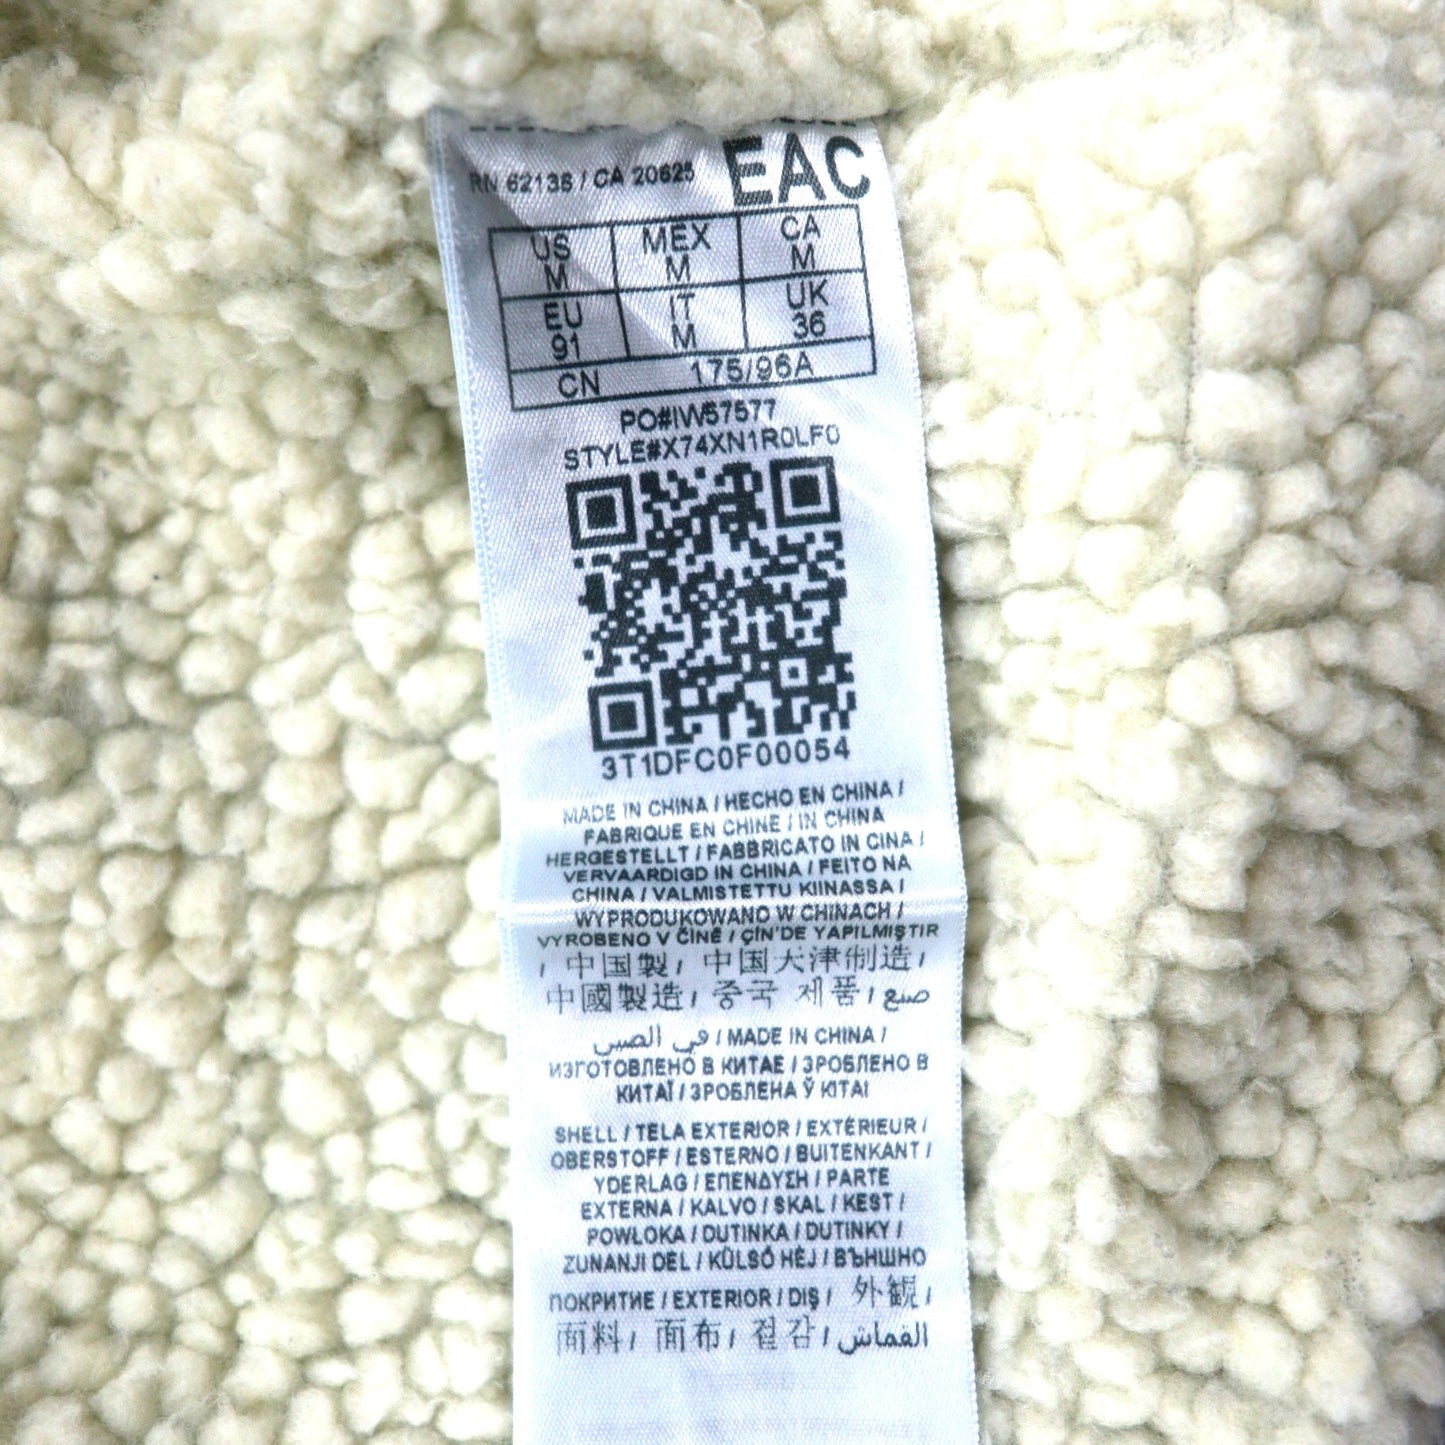 RN 62138 / CA 20625
EAC
US MEX CA
M M M
EU IT UK
91 M 36
CN 175/96A
PO#IW57577
STYLE#X74XN1R0LF0
3T1DFC0F00054
MADE IN CHINA / HECHO EN CHINA /
FABRIQUE EN CHINE / IN CHINA
HERGESTELLT / FABBRICATO IN CINA /
VERVAARDIGD IN CHINA / FEITO NA
CHINA / VALMISTETTU KIINASSA /
WYPRODUKOWANO W CHINACH /
VYROBENO V ČÍNĚ / ÇİN'DE YAPILMIŞTIR
/ 中国製 / 中国天津制造 /
中國製造 / 중국 제품 / صنع
في الصين / MADE IN CHINA /
ИЗГОТОВЛЕНО В КИТАЕ / ЗРОБЛЕНО В
КИТАЇ / ЗРОБЛЕНА Ў КІТАІ
SHELL / TELA EXTERIOR / EXTÉRIEUR /
OBERSTOFF / ESTERNO / BUITENKANT /
YDERLAG / ΕΠΕΝΔΥΣΗ / PARTE
EXTERNA / KALVO / SKAL / KEST /
POWŁOKA / DUTINKA / DUTINKY /
ZUNANJI DEL / KÜLSŐ HÉJ / ВЪНШНО
ПОКРИТИЕ / EXTERIOR / DIŞ / 外観 /
面料 / 面布 / 겉감 / القماش